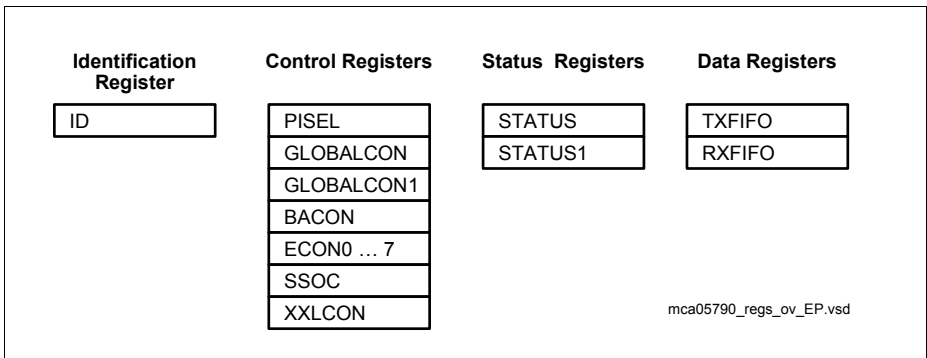 Identification
Register
ID
Control Registers
PISEL
GLOBALCON
GLOBALCON1
BACON
ECON0 … 7
SSOC
XXLCON
Status Registers
STATUS
STATUS1
Data Registers
TXFIFO
RXFIFO
mca05790_regs_ov_EP.vsd